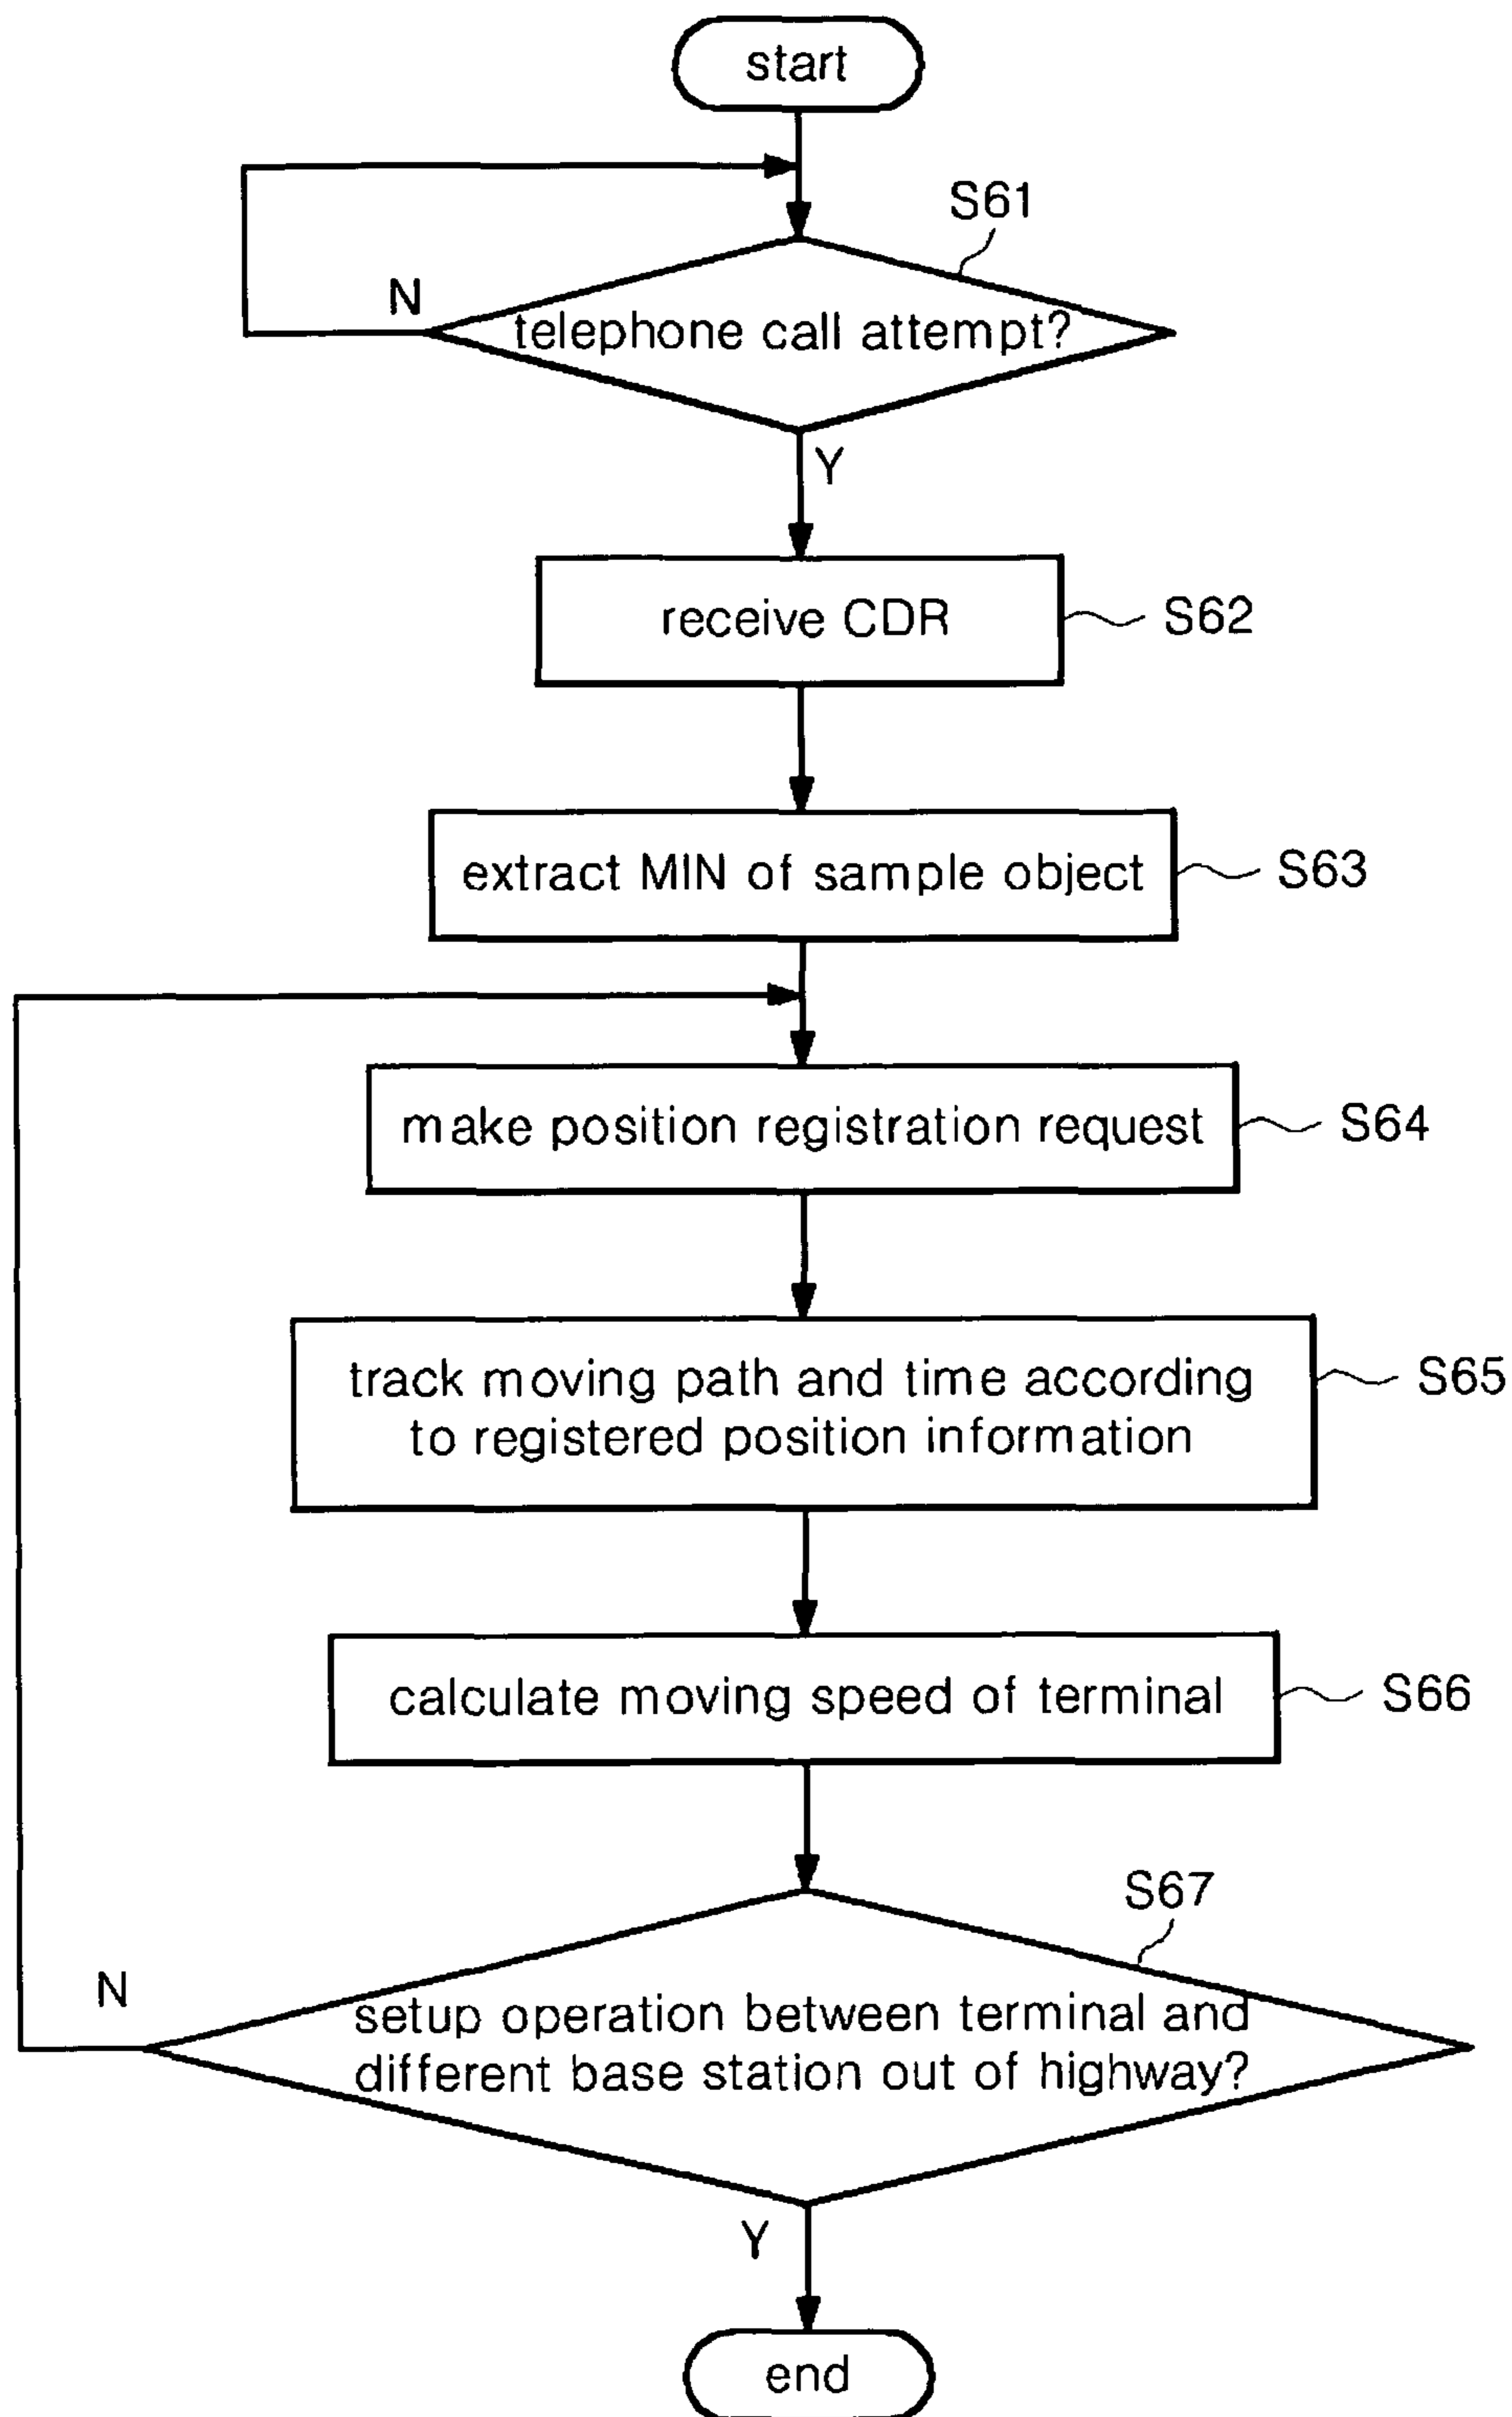 start
S61
N
telephone call attempt?
Y
receive CDR
S62
extract MIN of sample object
S63
make position registration request
S64
track moving path and time according
to registered position information
S65
calculate moving speed of terminal
S66
S67
N
setup operation between terminal and
different base station out of highway?
Y
end